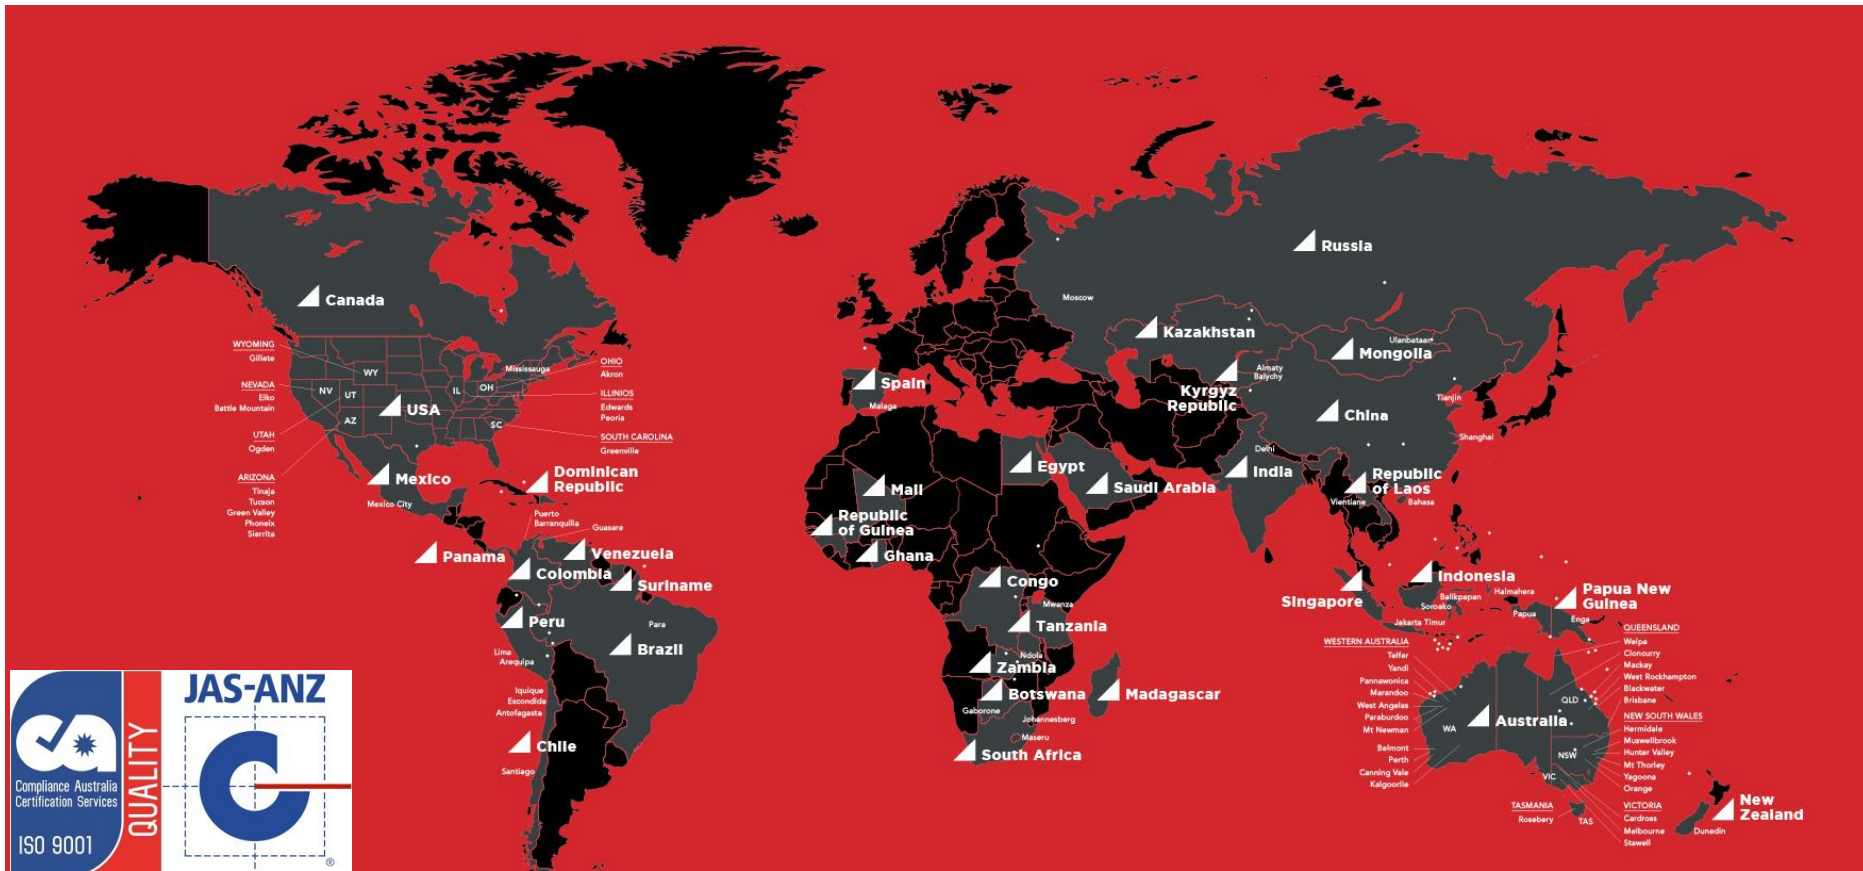 Canada
WYOMING
Gillete
NEVADA
Elko
Battle Mountain
UTAH
Ogden
ARIZONA
Tinaja
Tucson
Green Valley
Phoneix
Sierrita
WY
NV
UT
AZ
IL
OH
SC
USA
Mississauga
OHIO
Akron
ILLINIOS
Edwards
Peoria
SOUTH CAROLINA
Greenville
Mexico
Mexico City
Dominican
Republic
Puerto
Barranquilla
Guasare
Panama
Venezuela
Colombia
Suriname
Peru
Para
Brazil
Lima
Arequipa
Iquique
Escondida
Antofagasta
Chile
Santiago
Spain
Malaga
Egypt
Saudi Arabia
Mali
Republic
of Guinea
Ghana
Congo
Mwanza
Tanzania
Ndola
Zambia
Botswana
Gaborone
Madagascar
Johannesberg
Maseru
South Africa
Russia
Moscow
Kazakhstan
Ulanbataar
Mongolia
Almaty
Balychy
Kyrgyz
Republic
China
Tianjin
Shanghai
Delhi
India
Republic
of Laos
Vientiane
Bahasa
Singapore
Indonesia
Balikpapan
Halmahera
Soroako
Jakarta Timur
Papua
Papua New
Guinea
Enga
WESTERN AUSTRALIA
Telfer
Yandi
Pannawonica
Marandoo
West Angelas
Paraburdoo
Mt Newman
Belmont
Perth
Canning Vale
Kalgoorlie
WA
Australia
QLD
NSW
VIC
TAS
QUEENSLAND
Weipa
Cloncurry
Mackay
West Rockhampton
Blackwater
Brisbane
NEW SOUTH WALES
Hermidale
Muswellbrook
Hunter Valley
Mt Thorley
Yagoona
Orange
VICTORIA
Cardross
Melbourne
Stawell
TASMANIA
Rosebery
New
Zealand
Dunedin
ca
Compliance Australia
Certification Services
ISO 9001
QUALITY
JAS-ANZ
C
®